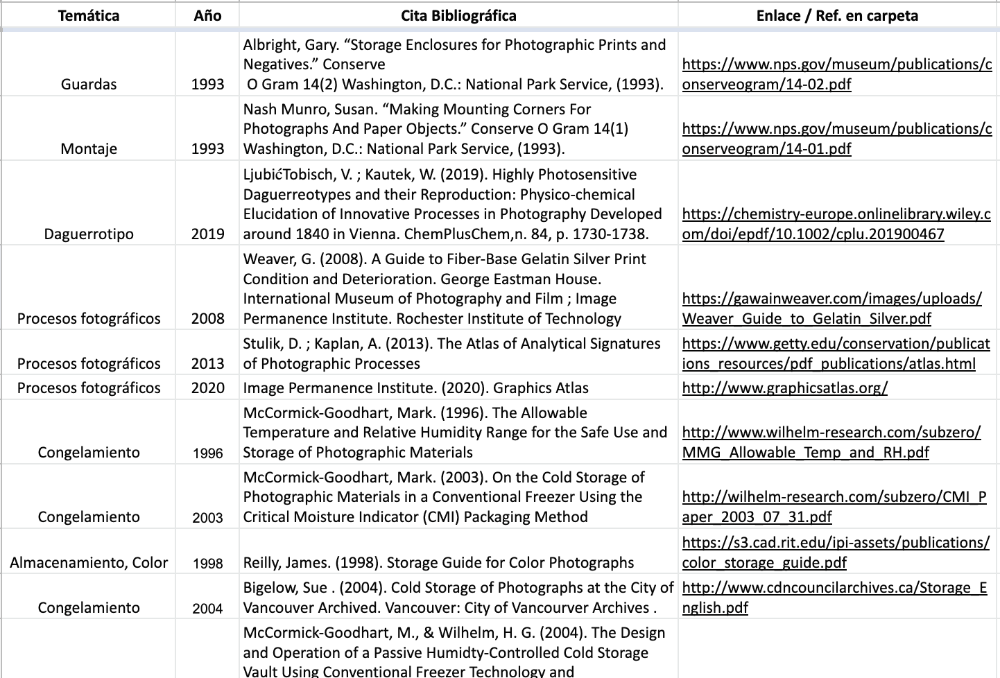 Temática Año Cita Bibliográfica Enlace / Ref. en carpeta
Albright, Gary. “Storage Enclosures for Photographic Prints and
Negatives.” Conserve
O Gram 14(2) Washington, D.C.: National Park Service, (1993).
Guardas 1993
https://www.nps.gov/museum/publications/c
onserveogram/14-02.pdf
Nash Munro, Susan. “Making Mounting Corners For
Photographs And Paper Objects.” Conserve O Gram 14(1)
Washington, D.C.: National Park Service, (1993).
Montaje 1993
https://www.nps.gov/museum/publications/c
onserveogram/14-01.pdf
LjubićTobisch, V. ; Kautek, W. (2019). Highly Photosensitive
Daguerreotypes and their Reproduction: Physico-chemical
Elucidation of Innovative Processes in Photography Developed
around 1840 in Vienna. ChemPlusChem,n. 84, p. 1730-1738.
Daguerrotipo 2019
https://chemistry-europe.onlinelibrary.wiley.c
om/doi/epdf/10.1002/cplu.201900467
Weaver, G. (2008). A Guide to Fiber-Base Gelatin Silver Print
Condition and Deterioration. George Eastman House.
International Museum of Photography and Film ; Image
Permanence Institute. Rochester Institute of Technology
Procesos fotográficos 2008
https://gawainweaver.com/images/uploads/
Weaver_Guide_to_Gelatin_Silver.pdf
Stulik, D. ; Kaplan, A. (2013). The Atlas of Analytical Signatures
of Photographic Processes
Procesos fotográficos 2013
https://www.getty.edu/conservation/publicat
ions_resources/pdf_publications/atlas.html
Procesos fotográficos 2020 Image Permanence Institute. (2020). Graphics Atlas http://www.graphicsatlas.org/
McCormick-Goodhart, Mark. (1996). The Allowable
Temperature and Relative Humidity Range for the Safe Use and
Storage of Photographic Materials
Congelamiento 1996
http://www.wilhelm-research.com/subzero/
MMG_Allowable_Temp_and_RH.pdf
McCormick-Goodhart, Mark. (2003). On the Cold Storage of
Photographic Materials in a Conventional Freezer Using the
Critical Moisture Indicator (CMI) Packaging Method
Congelamiento 2003
http://wilhelm-research.com/subzero/CMI_P
aper_2003_07_31.pdf
Almacenamiento, Color 1998 Reilly, James. (1998). Storage Guide for Color Photographs
https://s3.cad.rit.edu/ipi-assets/publications/
color_storage_guide.pdf
Bigelow, Sue . (2004). Cold Storage of Photographs at the City of
Vancouver Archived. Vancouver: City of Vancourver Archives .
Congelamiento 2004
http://www.cdncouncilarchives.ca/Storage_E
nglish.pdf
McCormick-Goodhart, M., & Wilhelm, H. G. (2004). The Design
and Operation of a Passive Humidty-Controlled Cold Storage
Vault Using Conventional Freezer Technology and